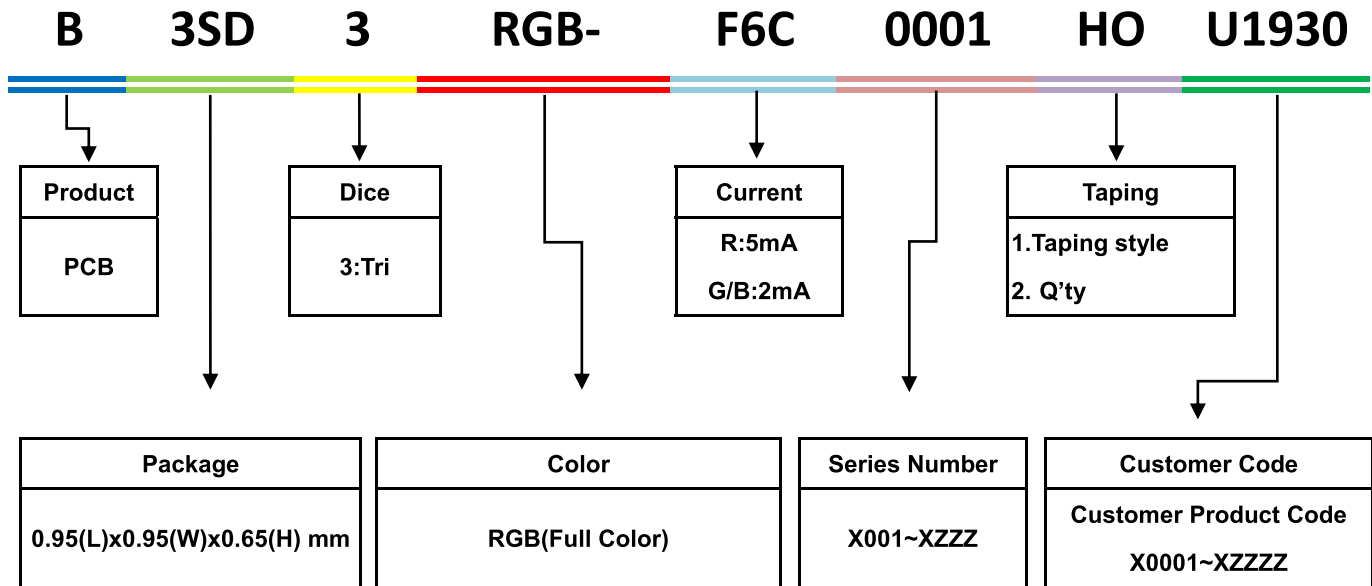 B 3SD 3 RGB- F6C 0001 HO U1930
Product
PCB
Dice
3:Tri
Current
R:5mA
G/B:2mA
Taping
1.Taping style
2. Q’ty
Package
0.95(L)x0.95(W)x0.65(H) mm
Color
RGB(Full Color)
Series Number
X001~XZZZ
Customer Code
Customer Product Code
X0001~XZZZZ